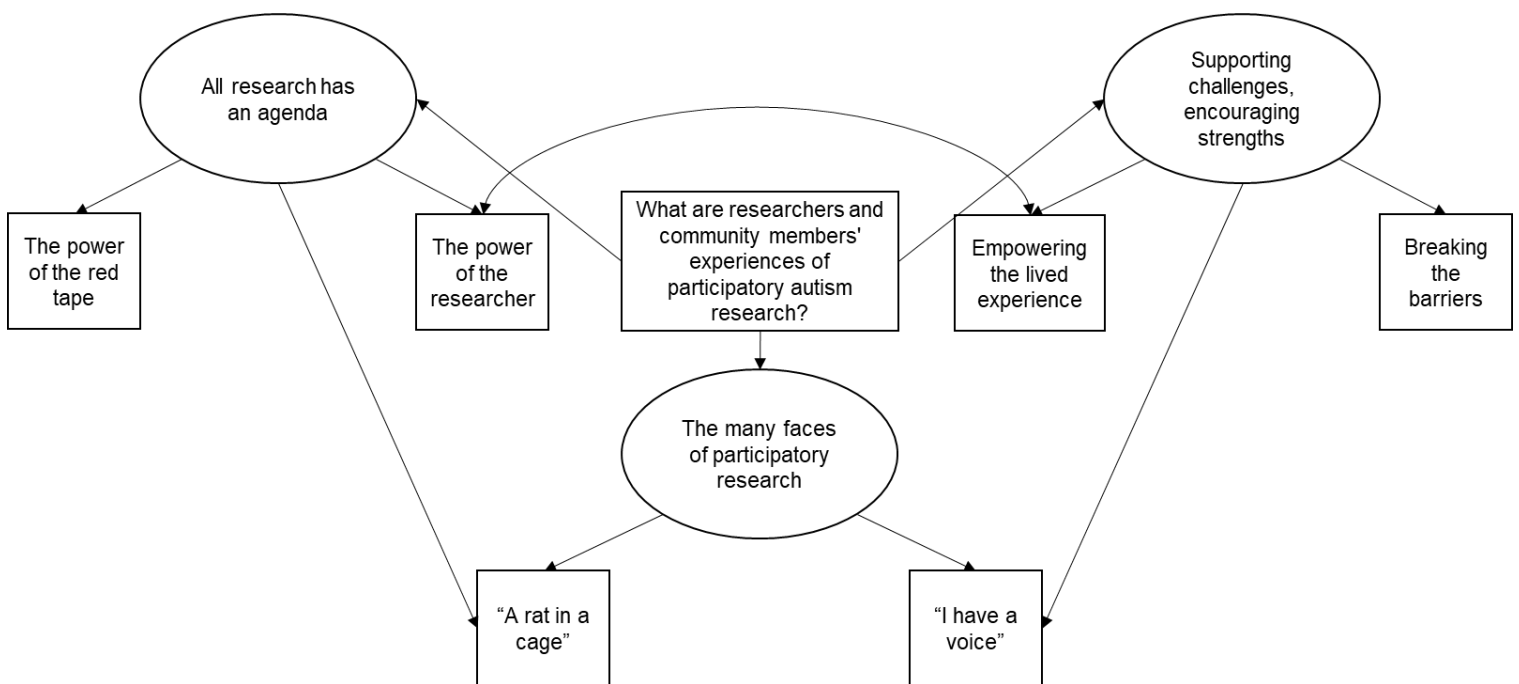 All research has
an agenda
Supporting
challenges,
encouraging
strengths
The power
of the red
tape
The power
of the
researcher
What are researchers and
community members'
experiences of
participatory autism
research?
Empowering
the lived
experience
Breaking
the
barriers
The many faces
of participatory
research
“A rat in a
cage”
“I have a
voice”